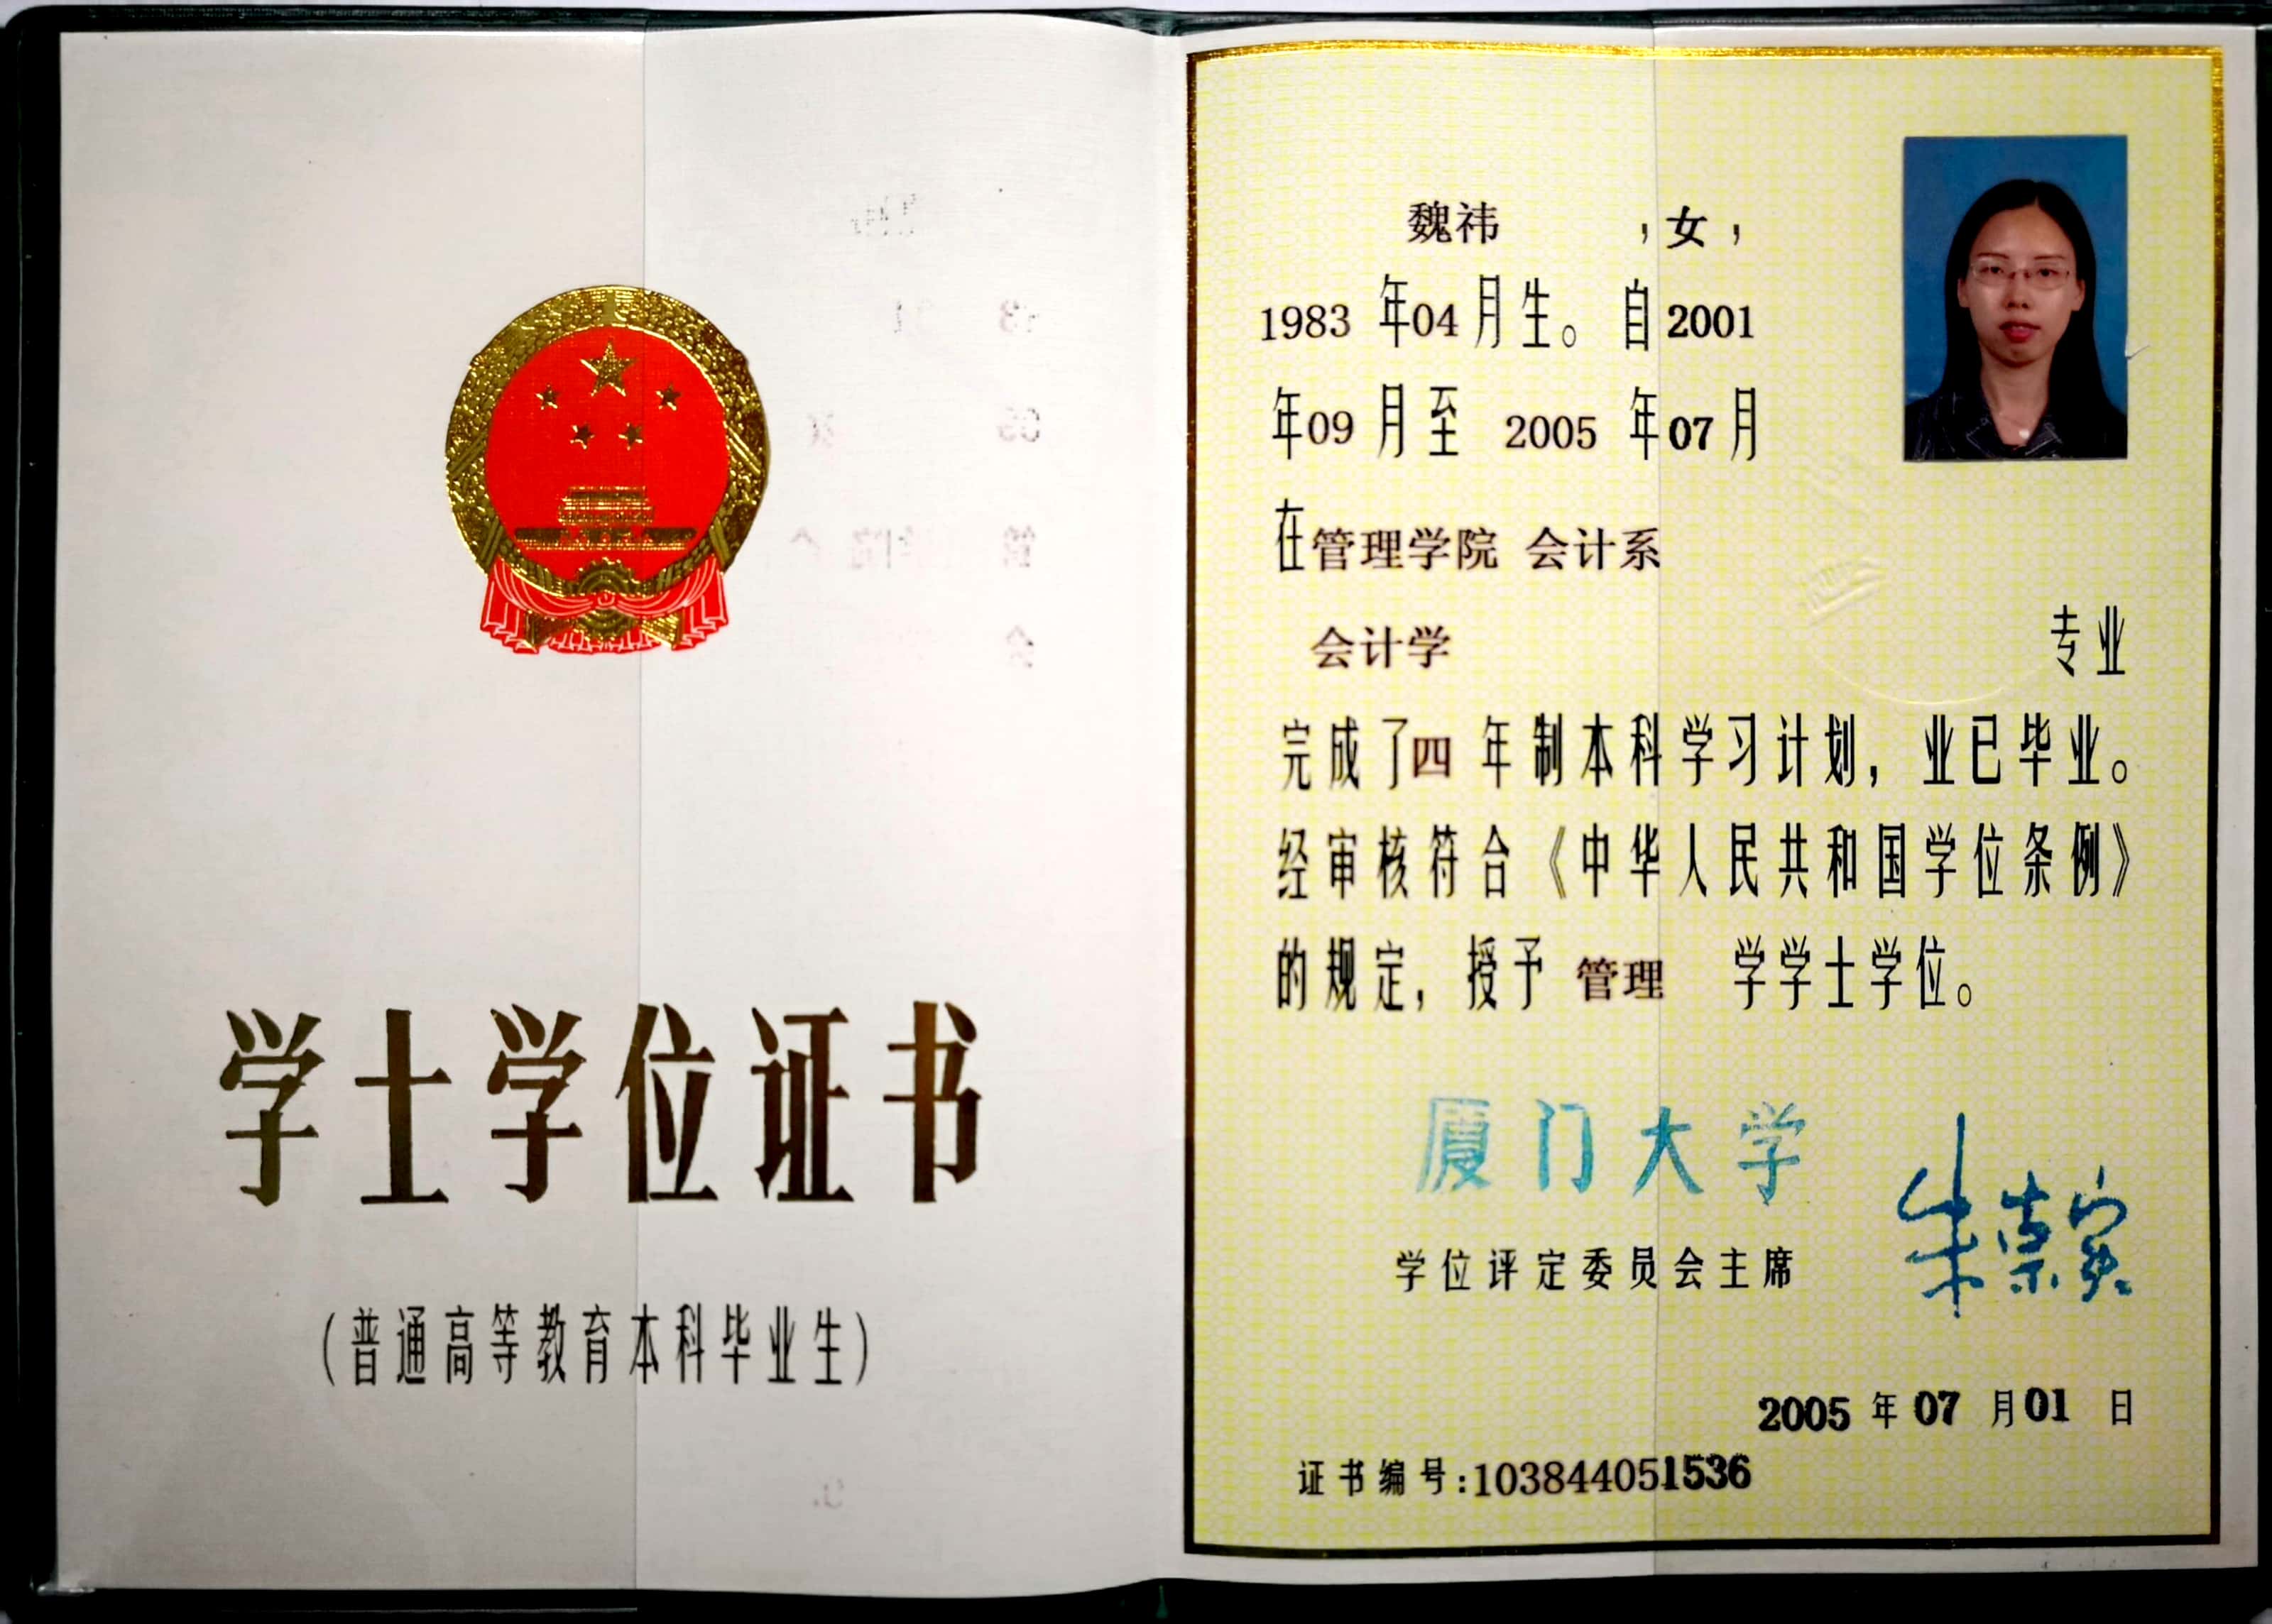 学士学位证书
(普通高等教育本科毕业生)
魏祎 ,女,
1983 年04 月生。自2001
年09 月至 2005 年07 月
在管理学院 会计系
会计学 专业
完成了四 年制本科学习计划,业已毕业。
经审核符合《中华人民共和国学位条例》
的规定,授予 管理 学学士学位。
厦门大学
学位评定委员会主席 朱崇实
2005 年 07 月 01 日
证书编号:103844051536